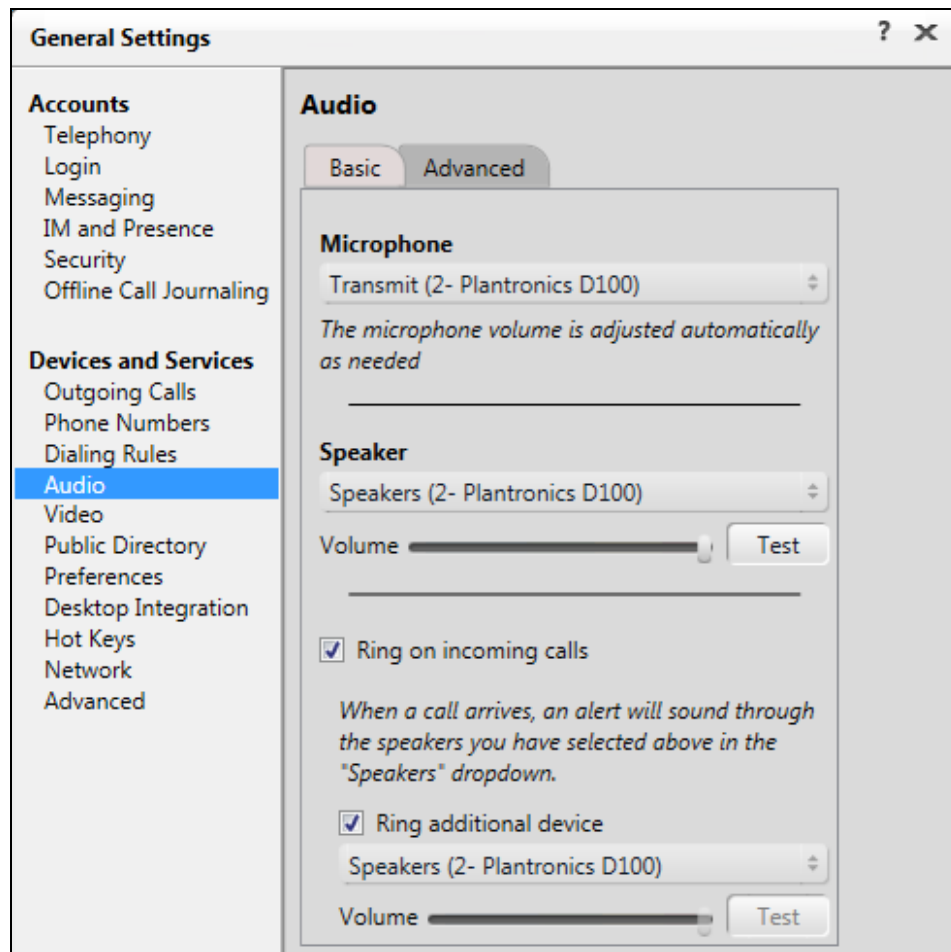 General Settings
?
Accounts
Telephony
Login
Messaging
IM and Presence
Security
Offline Call Journaling
Devices and Services
Outgoing Calls
Phone Numbers
Dialing Rules
Audio
Video
Public Directory
Preferences
Desktop Integration
Hot Keys
Network
Advanced
Audio
Basic
Advanced
Microphone
Transmit (2- Plantronics D100)
The microphone volume is adjusted automatically
as needed
Speaker
Speakers (2- Plantronics D100)
Volume
Test
Ring on incoming calls
When a call arrives, an alert will sound through
the speakers you have selected above in the
"Speakers" dropdown.
Ring additional device
Speakers (2- Plantronics D100)
Volume
Test